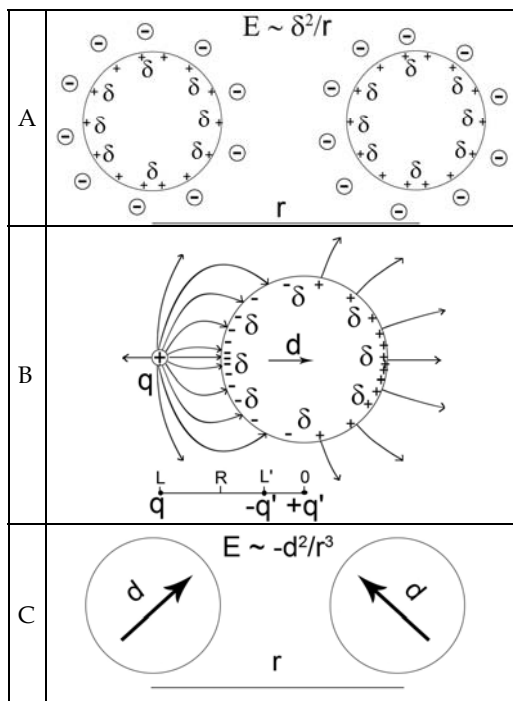 A
E ~ δ²/r
δ δ δ δ δ δ δ δ
δ δ δ δ δ δ δ δ
r
B
q
d
δ δ δ δ δ δ δ δ
L R L' 0
q -q' +q'
C
E ~ -d²/r³
d d
r